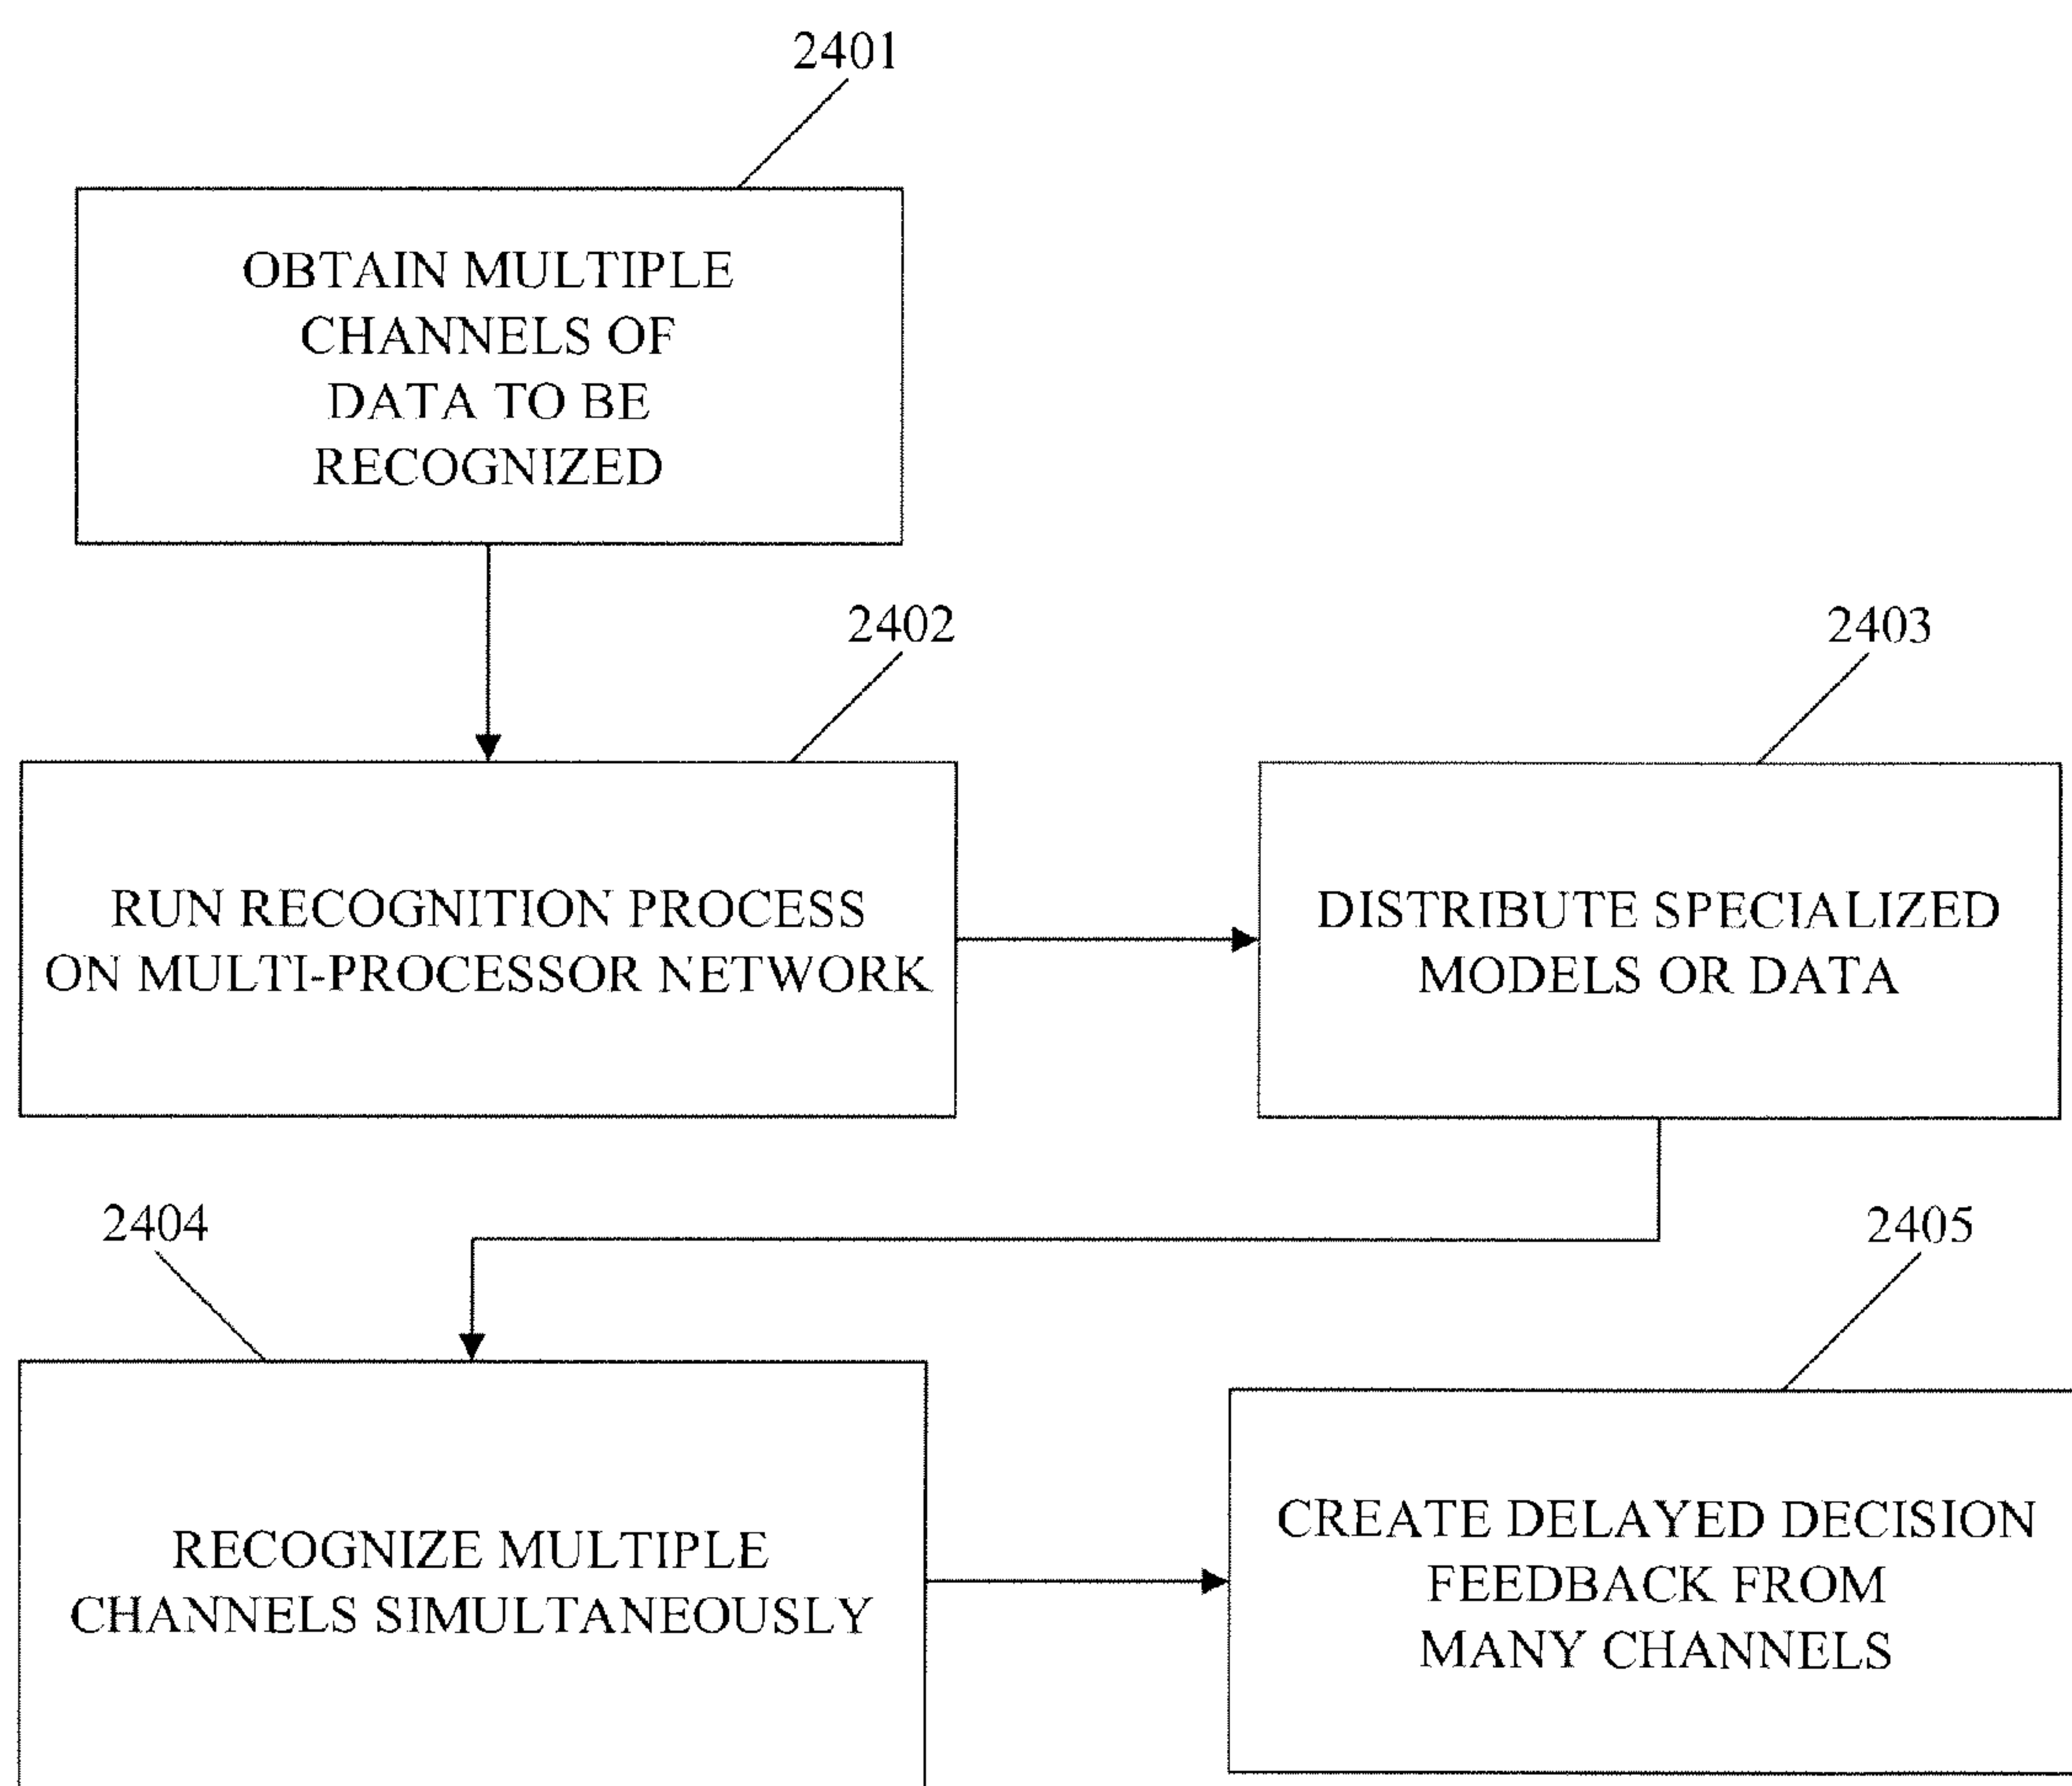 2401
OBTAIN MULTIPLE
CHANNELS OF
DATA TO BE
RECOGNIZED
2402
RUN RECOGNITION PROCESS
ON MULTI-PROCESSOR NETWORK
2403
DISTRIBUTE SPECIALIZED
MODELS OR DATA
2404
RECOGNIZE MULTIPLE
CHANNELS SIMULTANEOUSLY
2405
CREATE DELAYED DECISION
FEEDBACK FROM
MANY CHANNELS